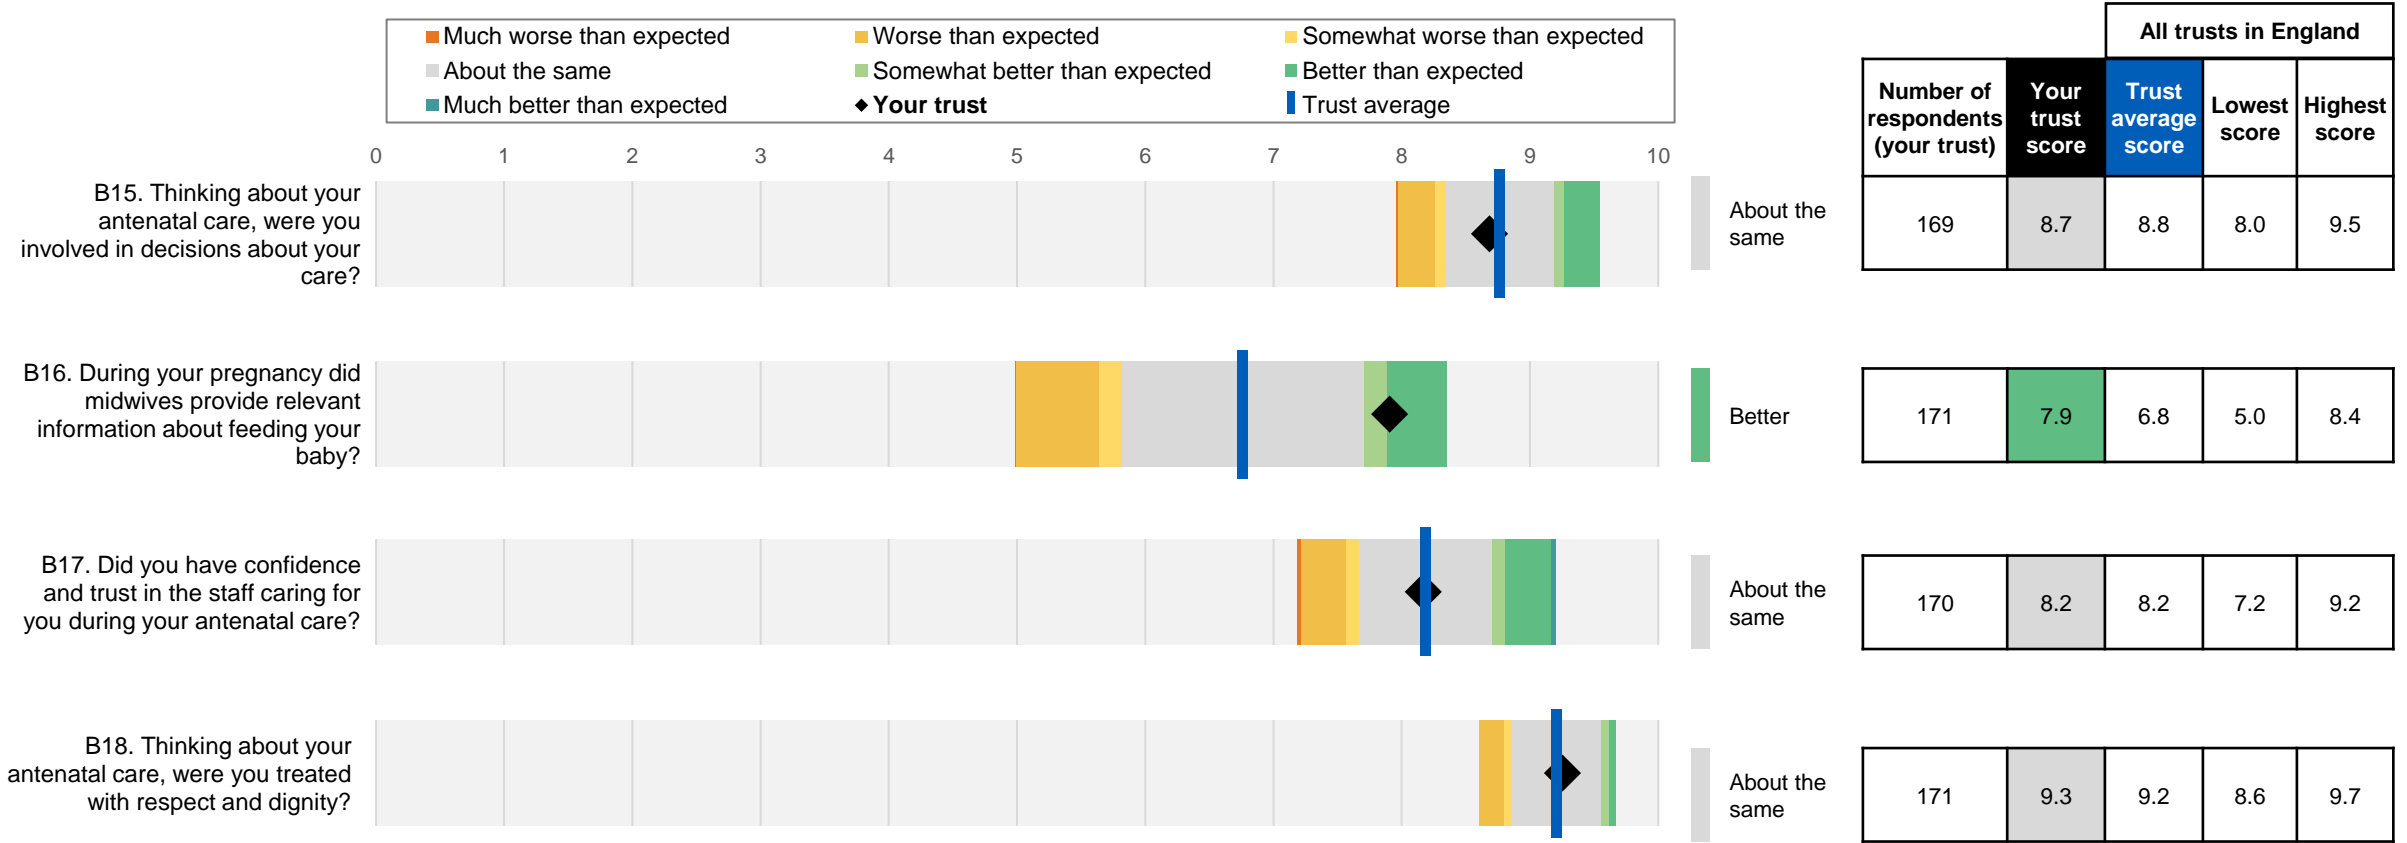 Much worse than expected
Worse than expected
Somewhat worse than expected
About the same
Somewhat better than expected
Better than expected
Much better than expected
Your trust
Trust average
All trusts in England
Number of
respondents
(your trust)
Your
trust
score
Trust
average
score
Lowest
score
Highest
score
0 1 2 3 4 5 6 7 8 9 10
B15. Thinking about your
antenatal care, were you
involved in decisions about your
care?
About the
same
169 8.7 8.8 8.0 9.5
B16. During your pregnancy did
midwives provide relevant
information about feeding your
baby?
Better
171 7.9 6.8 5.0 8.4
B17. Did you have confidence
and trust in the staff caring for
you during your antenatal care?
About the
same
170 8.2 8.2 7.2 9.2
B18. Thinking about your
antenatal care, were you treated
with respect and dignity?
About the
same
171 9.3 9.2 8.6 9.7